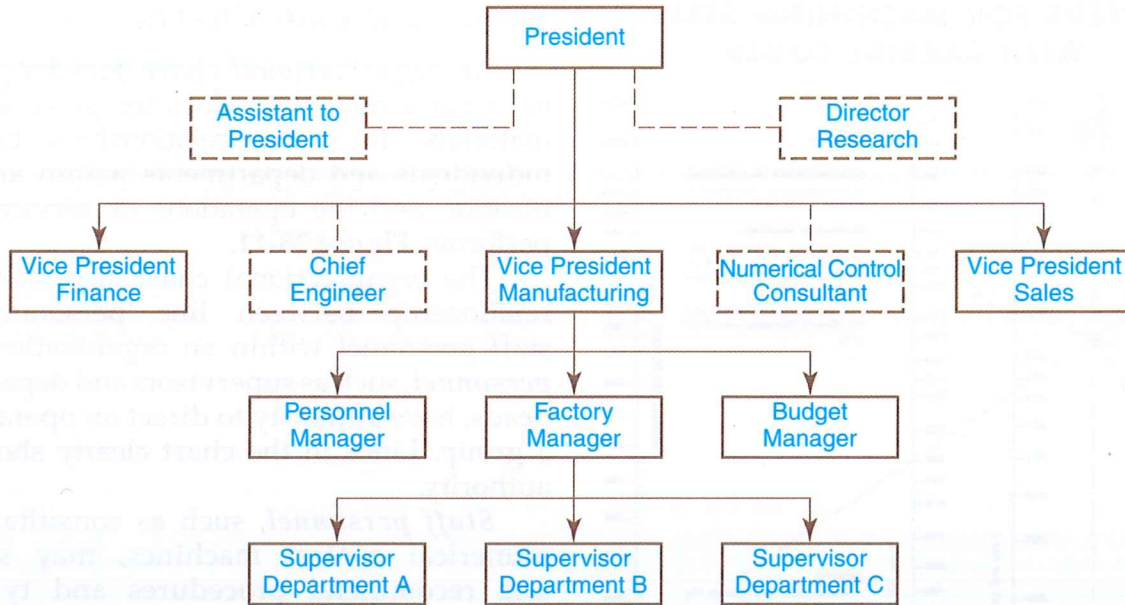 President
Assistant to
President
Director
Research
Vice President
Finance
Chief
Engineer
Vice President
Manufacturing
Numerical Control
Consultant
Vice President
Sales
Personnel
Manager
Factory
Manager
Budget
Manager
Supervisor
Department A
Supervisor
Department B
Supervisor
Department C